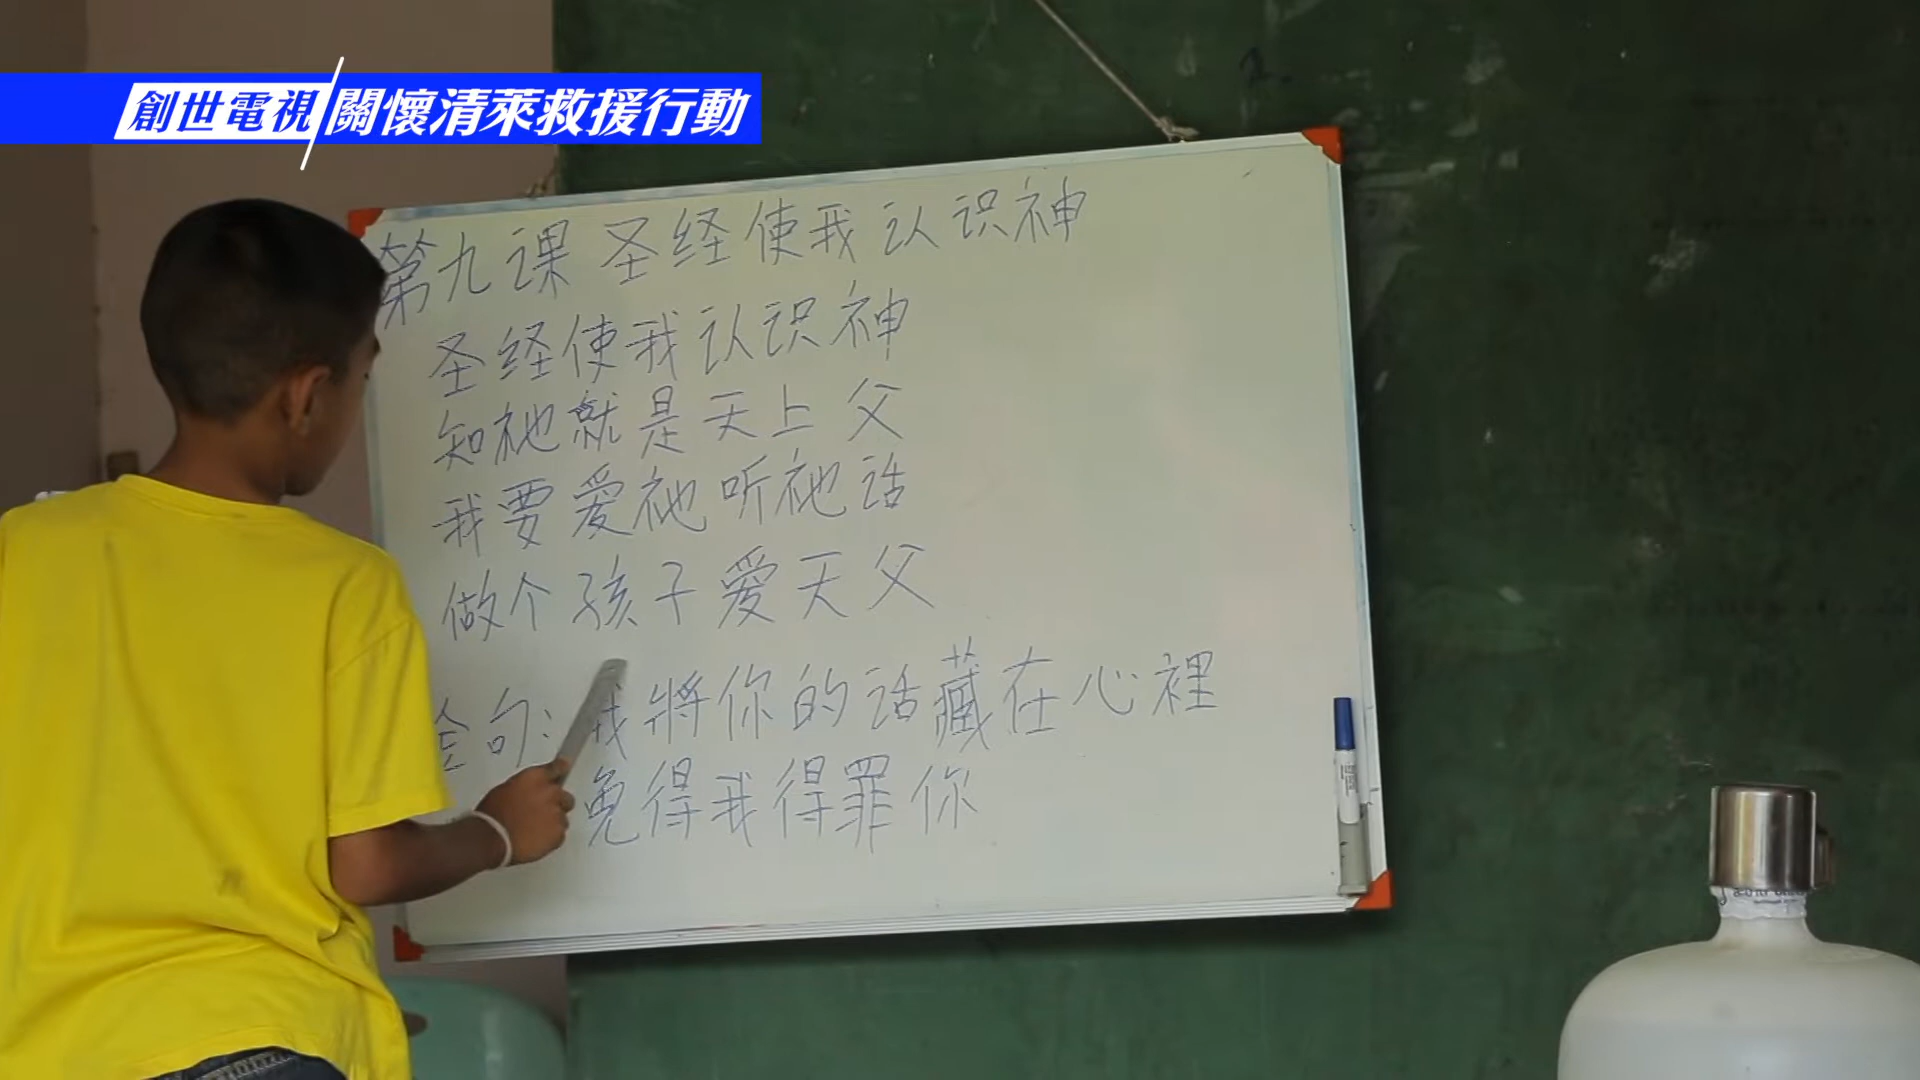 創世電視 關懷清萊救援行動
第九课 圣经使我认识神
圣经使我认识神
知祂就是天上父
我要爱祂听祂话
做个孩子爱天父
金句:我將你的话藏在心裡
免得我得罪你